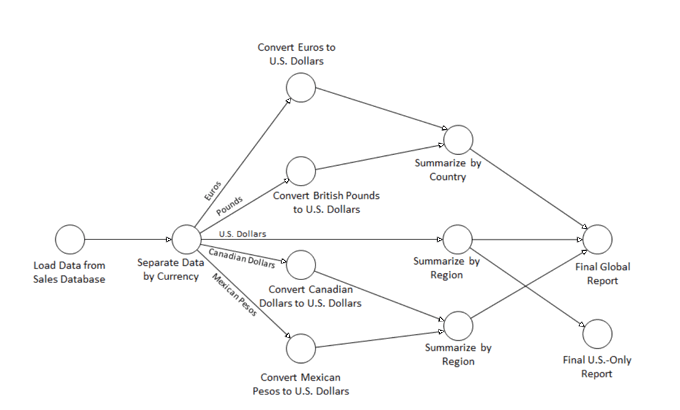 Convert Euros to
U.S. Dollars
Euros
Summarize by
Country
Pounds
Convert British Pounds
to U.S. Dollars
U.S. Dollars
Load Data from
Sales Database
Separate Data
by Currency
Canadian Dollars
Summarize by
Region
Final Global
Report
Mexican Pesos
Convert Canadian
Dollars to U.S. Dollars
Summarize by
Region
Final U.S.-Only
Report
Convert Mexican
Pesos to U.S. Dollars